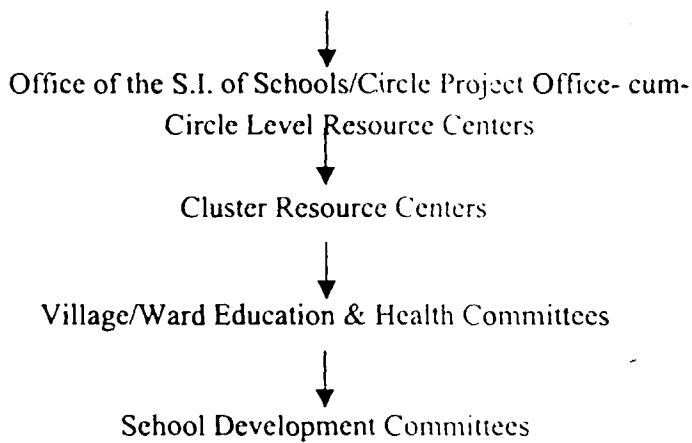 Office of the S.I. of Schools/Circle Project Office- cum-
Circle Level Resource Centers
Cluster Resource Centers
Village/Ward Education & Health Committees
School Development Committees